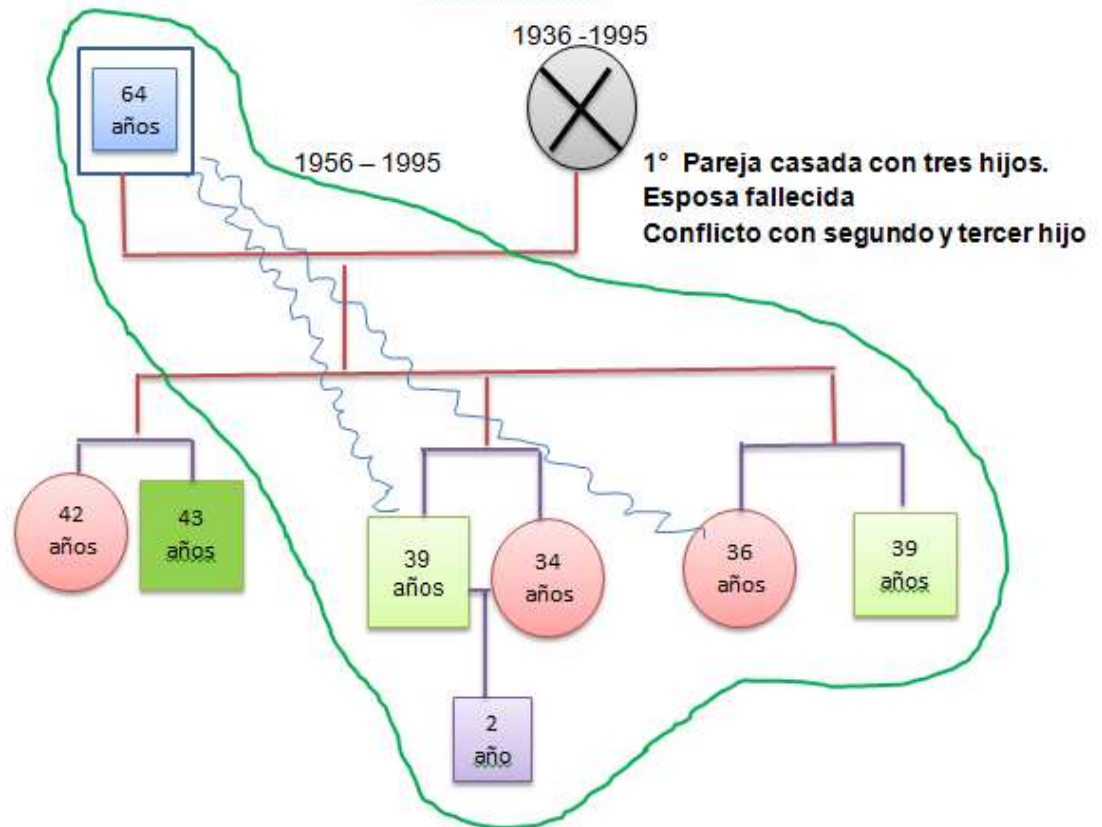 1936 -1995
64
años
1956 – 1995
1° Pareja casada con tres hijos.
Esposa fallecida
Conflicto con segundo y tercer hijo
42
años
43
años
39
años
34
años
36
años
39
años
2
año